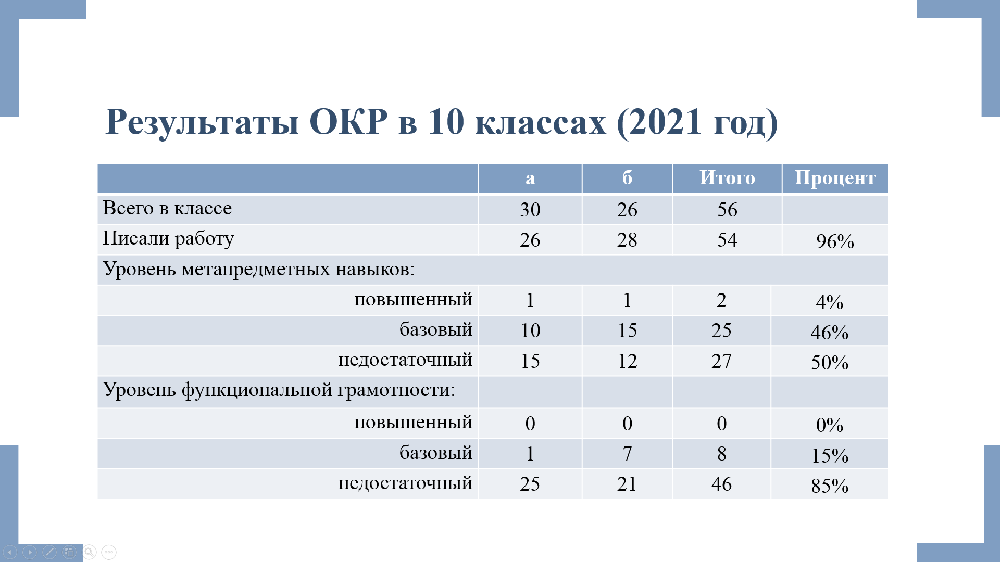 Результаты ОКР в 10 классах (2021 год)
а б Итого Процент
Всего в классе 30 26 56
Писали работу 26 28 54 96%
Уровень метапредметных навыков:
повышенный 1 1 2 4%
базовый 10 15 25 46%
недостаточный 15 12 27 50%
Уровень функциональной грамотности:
повышенный 0 0 0 0%
базовый 1 7 8 15%
недостаточный 25 21 46 85%